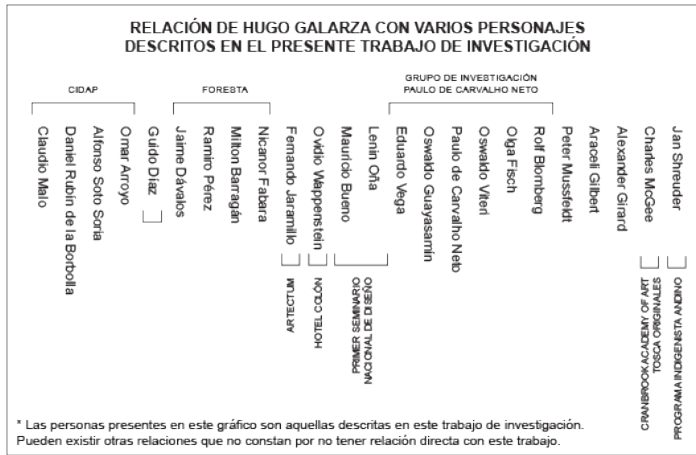 RELACIÓN DE HUGO GALARZA CON VARIOS PERSONAJES
DESCRITOS EN EL PRESENTE TRABAJO DE INVESTIGACIÓN
CIDAP
FORESTA
GRUPO DE INVESTIGACIÓN
PAULO DE CARVALHO NETO
Claudio Malo
Daniel Rubín de la Borbolla
Alfonso Soto Soria
Omar Arroyo
Guido Díaz
Jaime Dávalos
Ramiro Pérez
Milton Barragán
Nicanor Fabara
Fernando Jaramillo
Ovidio Wappenstein
Mauricio Bueno
Lenin Oña
Eduardo Vega
Oswaldo Guayasamin
Paulo de Carvalho Neto
Oswaldo Viteri
Olga Fisch
Rolf Blomberg
Peter Mussfeldt
Araceli Gilbert
Alexander Girard
Charles McGee
Jan Shreuder
ARTECTUM
HOTEL COLÓN
PRIMER SEMINARIO
NACIONAL DE DISEÑO
CRANBROOK ACADEMY OF ART
TOSCA ORIGINALES
PROGRAMA INDIGENISTA ANDINO
* Las personas presentes en este gráfico son aquellas descritas en este trabajo de investigación.
Pueden existir otras relaciones que no constan por no tener relación directa con este trabajo.